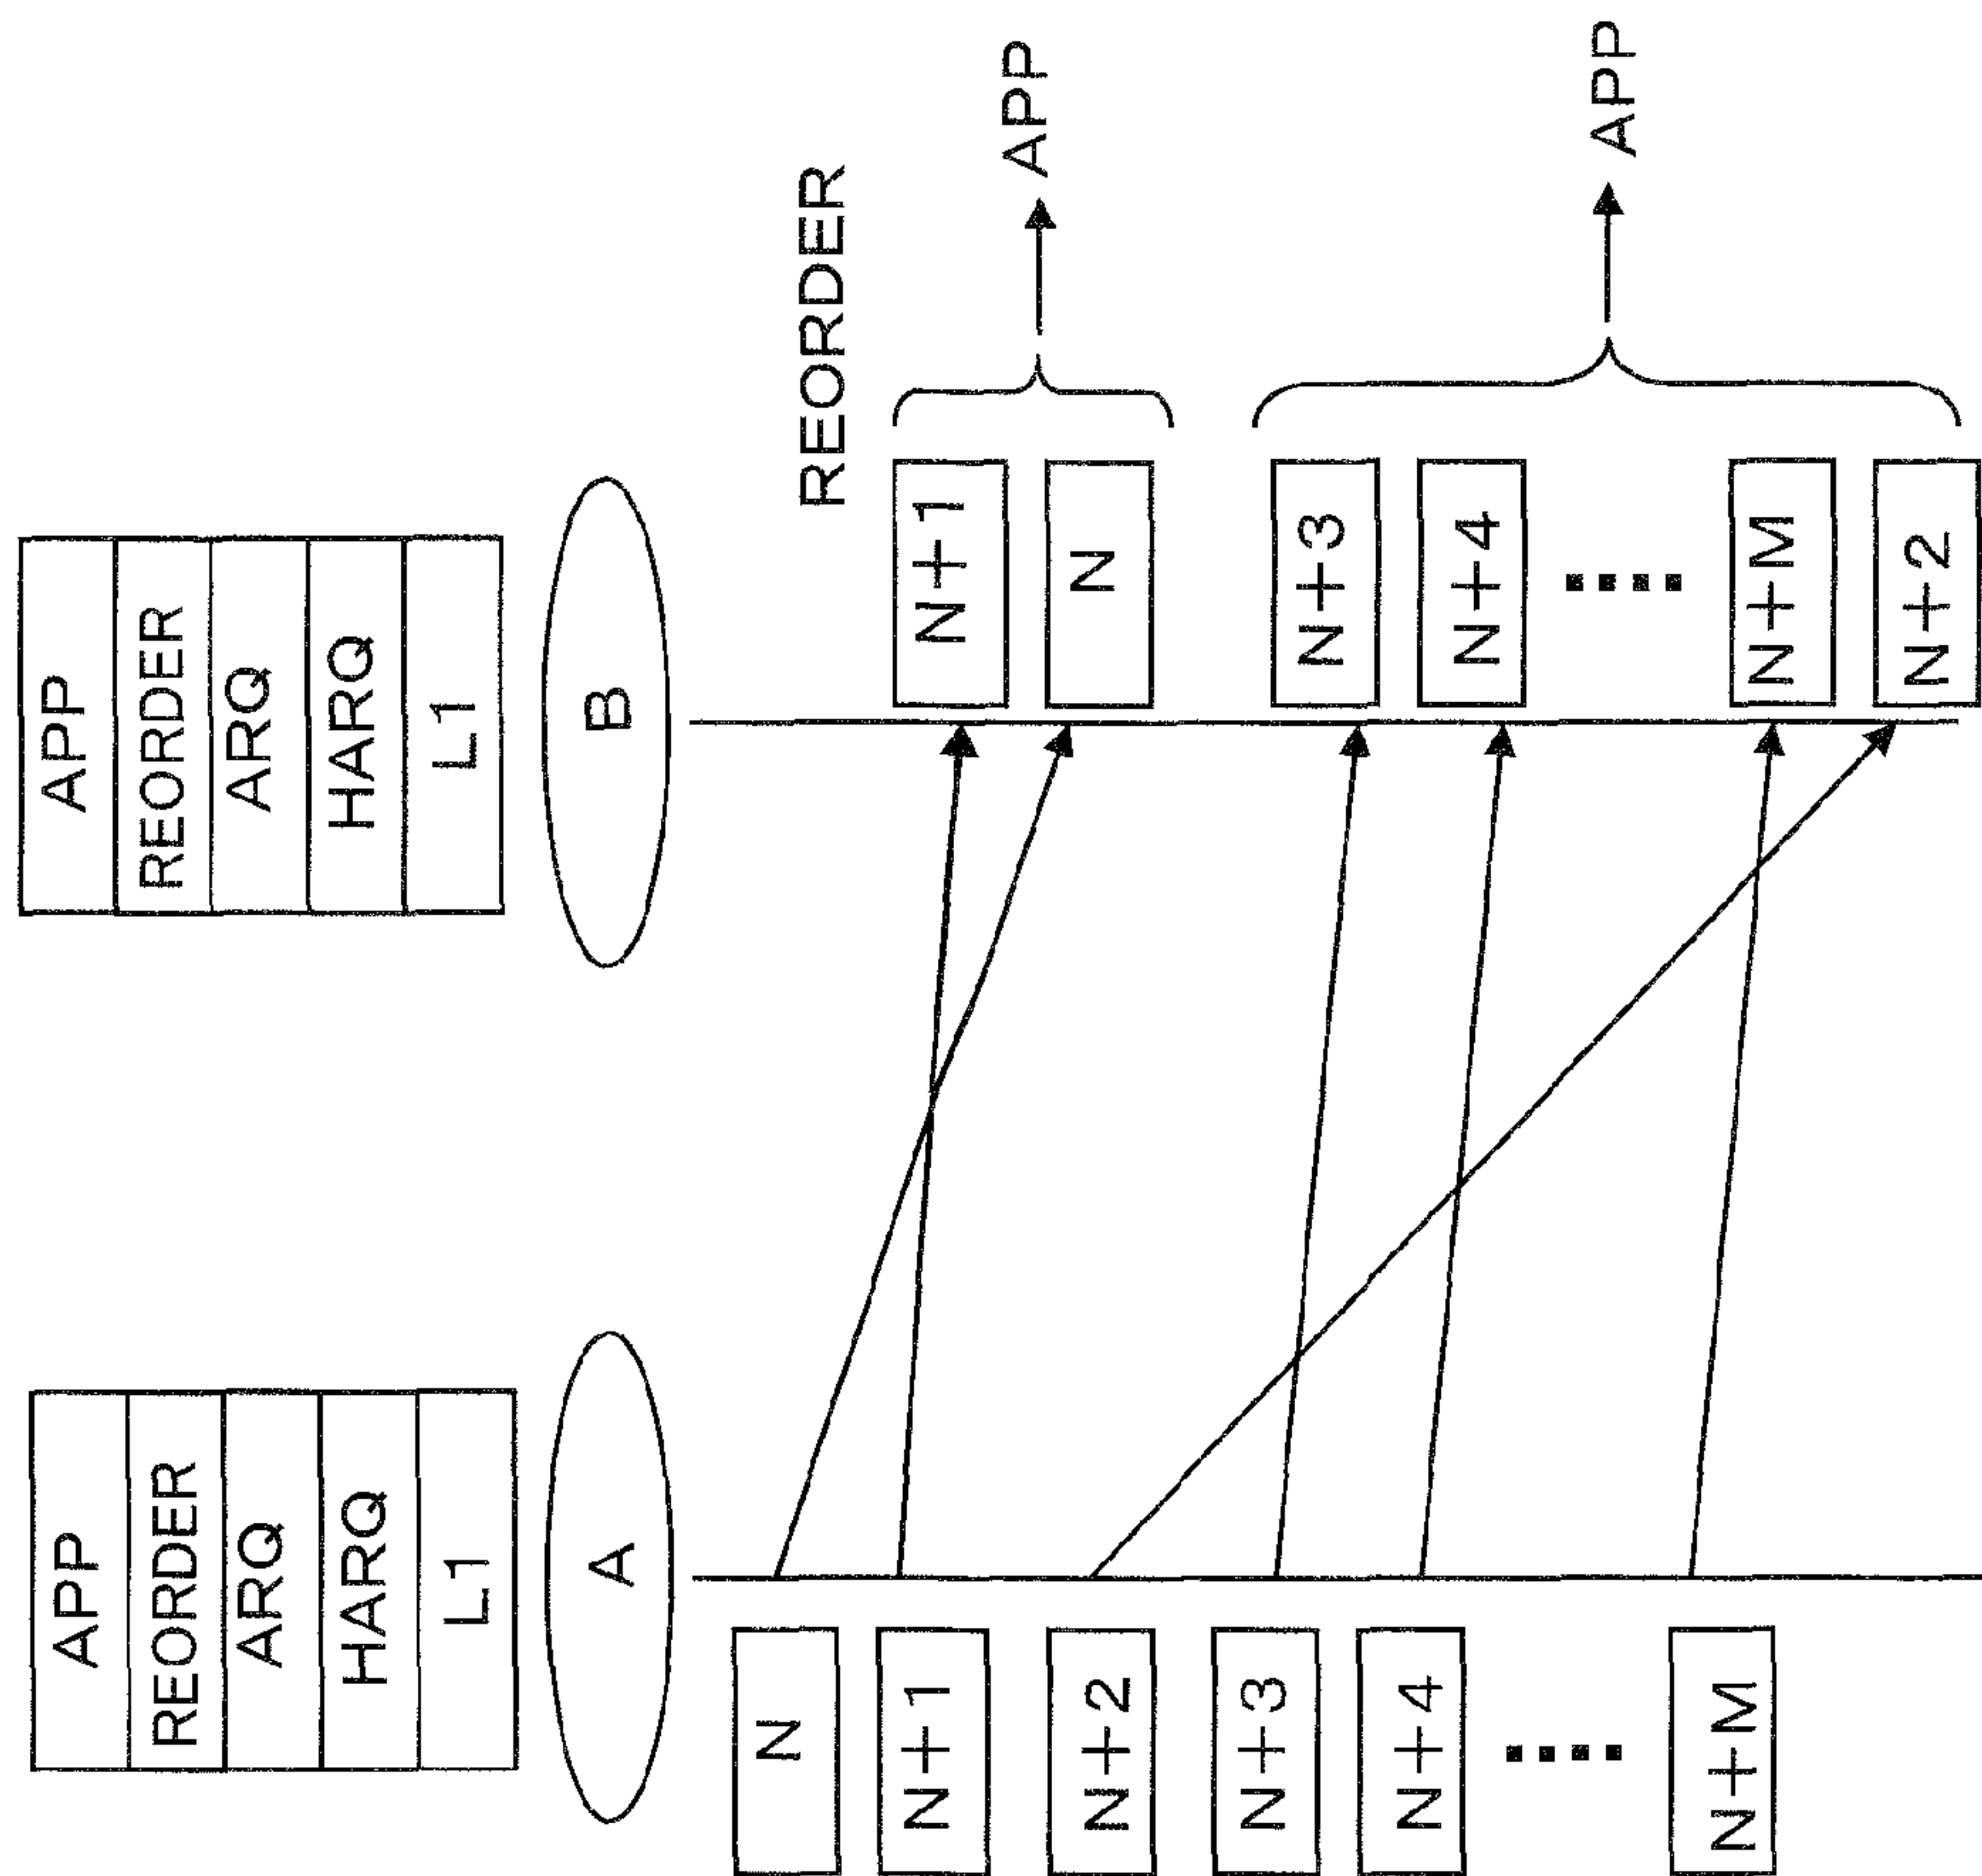 APP
REORDER
ARQ
HARQ
L1
A
N
N+1
N+2
N+3
N+4
N+M
APP
REORDER
ARQ
HARQ
L1
B
REORDER
N+1
N
APP
N+3
N+4
N+M
N+2
APP